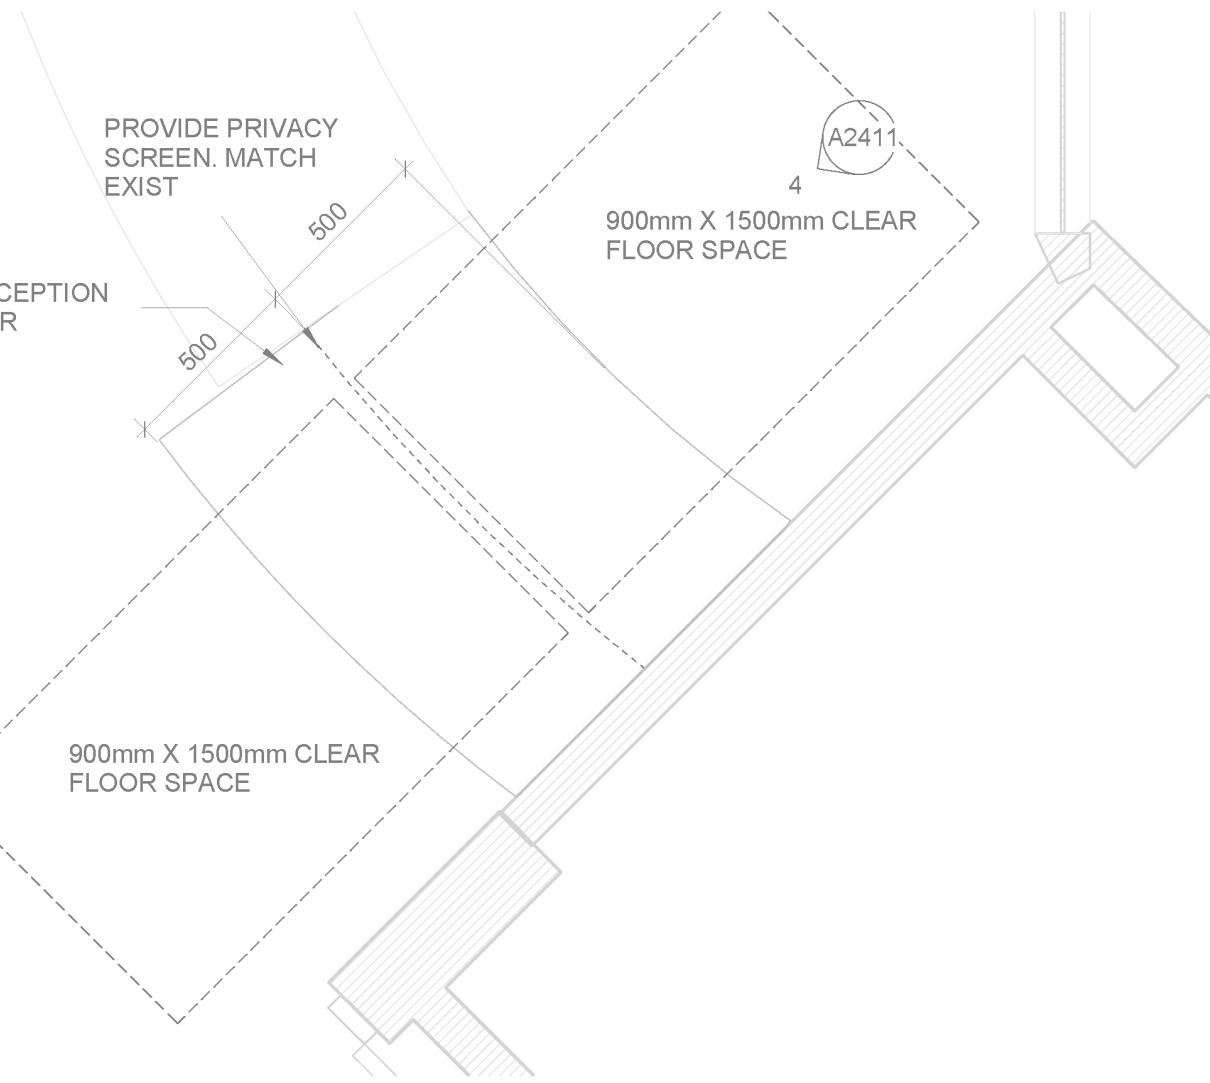 PROVIDE PRIVACY
SCREEN. MATCH
EXIST
A2411
4
500
900mm X 1500mm CLEAR
FLOOR SPACE
CEPTION
R
500
900mm X 1500mm CLEAR
FLOOR SPACE